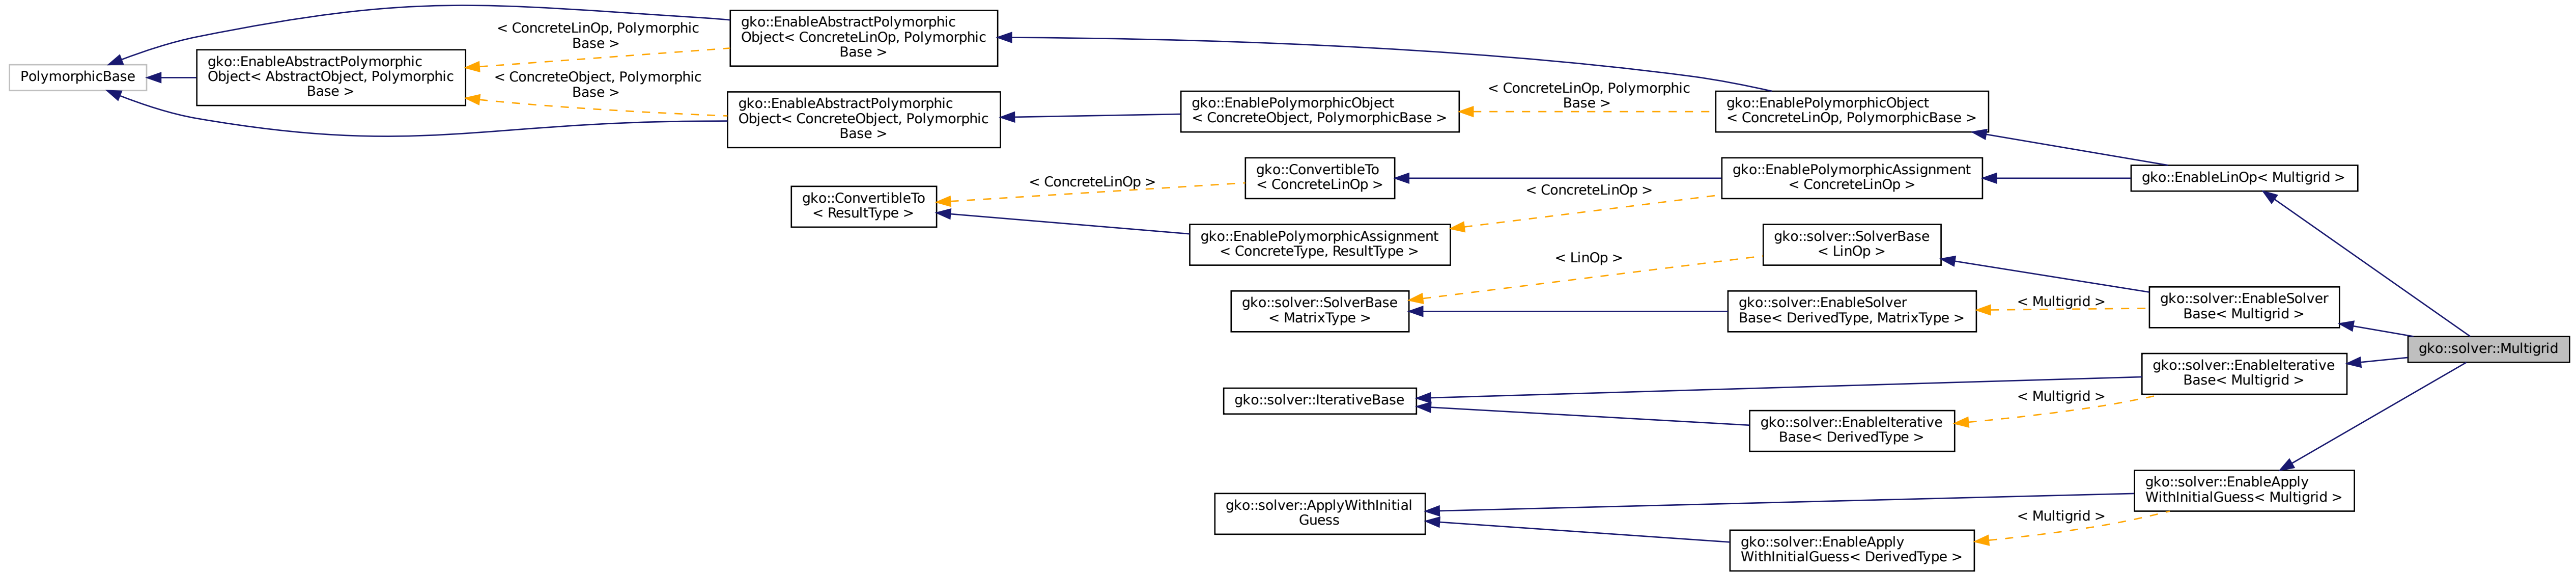 PolymorphicBase
gko::EnableAbstractPolymorphic
Object< AbstractObject, Polymorphic
Base >
< ConcreteLinOp, Polymorphic
Base >
< ConcreteObject, Polymorphic
Base >
gko::EnableAbstractPolymorphic
Object< ConcreteLinOp, Polymorphic
Base >
gko::EnableAbstractPolymorphic
Object< ConcreteObject, Polymorphic
Base >
gko::EnablePolymorphicObject
< ConcreteObject, PolymorphicBase >
< ConcreteLinOp, Polymorphic
Base >
gko::EnablePolymorphicObject
< ConcreteLinOp, PolymorphicBase >
gko::ConvertibleTo
< ResultType >
< ConcreteLinOp >
gko::ConvertibleTo
< ConcreteLinOp >
gko::EnablePolymorphicAssignment
< ConcreteType, ResultType >
< ConcreteLinOp >
gko::EnablePolymorphicAssignment
< ConcreteLinOp >
gko::EnableLinOp< Multigrid >
gko::solver::SolverBase
< MatrixType >
< LinOp >
gko::solver::SolverBase
< LinOp >
gko::solver::EnableSolver
Base< DerivedType, MatrixType >
< Multigrid >
gko::solver::EnableSolver
Base< Multigrid >
gko::solver::Multigrid
gko::solver::IterativeBase
gko::solver::EnableIterative
Base< Multigrid >
< Multigrid >
gko::solver::EnableIterative
Base< DerivedType >
gko::solver::ApplyWithInitial
Guess
gko::solver::EnableApply
WithInitialGuess< Multigrid >
< Multigrid >
gko::solver::EnableApply
WithInitialGuess< DerivedType >